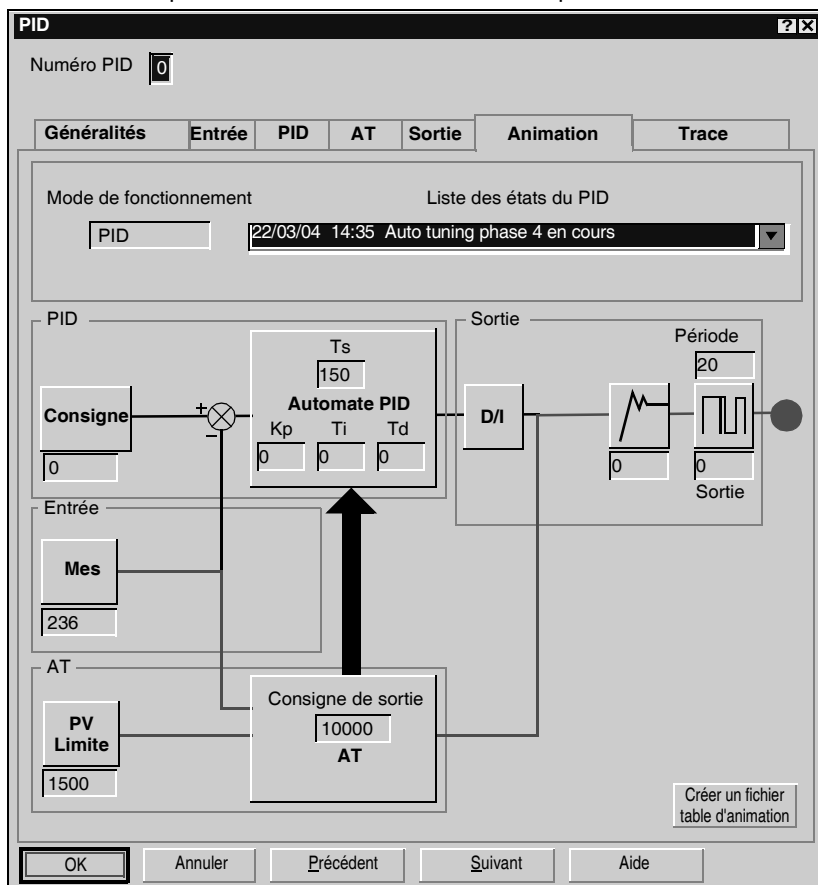 PID
?
X
Numéro PID 0
Généralités Entrée PID AT Sortie Animation Trace
Mode de fonctionnement Liste des états du PID
PID 22/03/04 14:35 Auto tuning phase 4 en cours
PID Sortie
Ts Période
150 20
Consigne + Automate PID D/I
−
Kp Ti Td
0 0 0 0 0 0
Sortie
Entrée
Mes
236
AT
Consigne de sortie
PV
Limite
10000
AT
1500
Créer un fichier
table d'animation
OK Annuler Précédent Suivant Aide